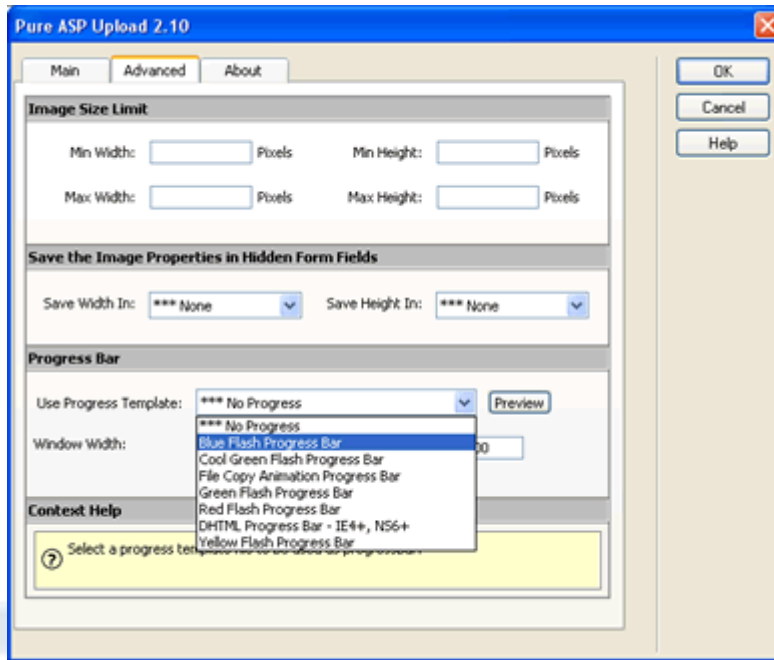 Pure ASP Upload 2.10
Main Advanced About
OK
Cancel
Help
Image Size Limit
Min Width: Pixels Min Height: Pixels
Max Width: Pixels Max Height: Pixels
Save the Image Properties in Hidden Form Fields
Save Width In: *** None Save Height In: *** None
Progress Bar
Use Progress Template: *** No Progress Preview
*** No Progress
Window Width: Blue Flash Progress Bar 00
Cool Green Flash Progress Bar
File Copy Animation Progress Bar
Green Flash Progress Bar
Red Flash Progress Bar
DHTML Progress Bar - IE4+, NS6+
Yellow Flash Progress Bar
Context Help
Select a progress